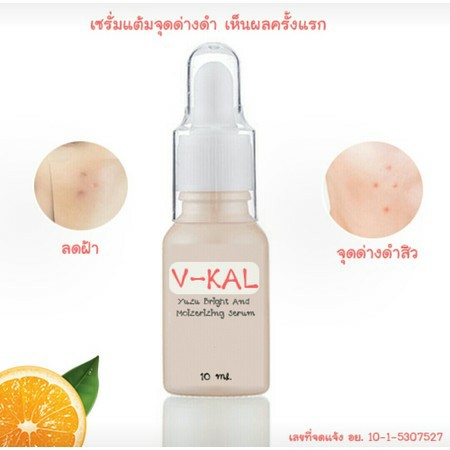 เซรั่มแต้มจุดด่างดำ เห็นผลครั้งแรก
ลดฝ้า
จุดด่างดำสิว
V-KAL
Yuzu Bright And
Moizerizing Serum
10 mL
เลขที่จดแจ้ง อย. 10-1-5307527